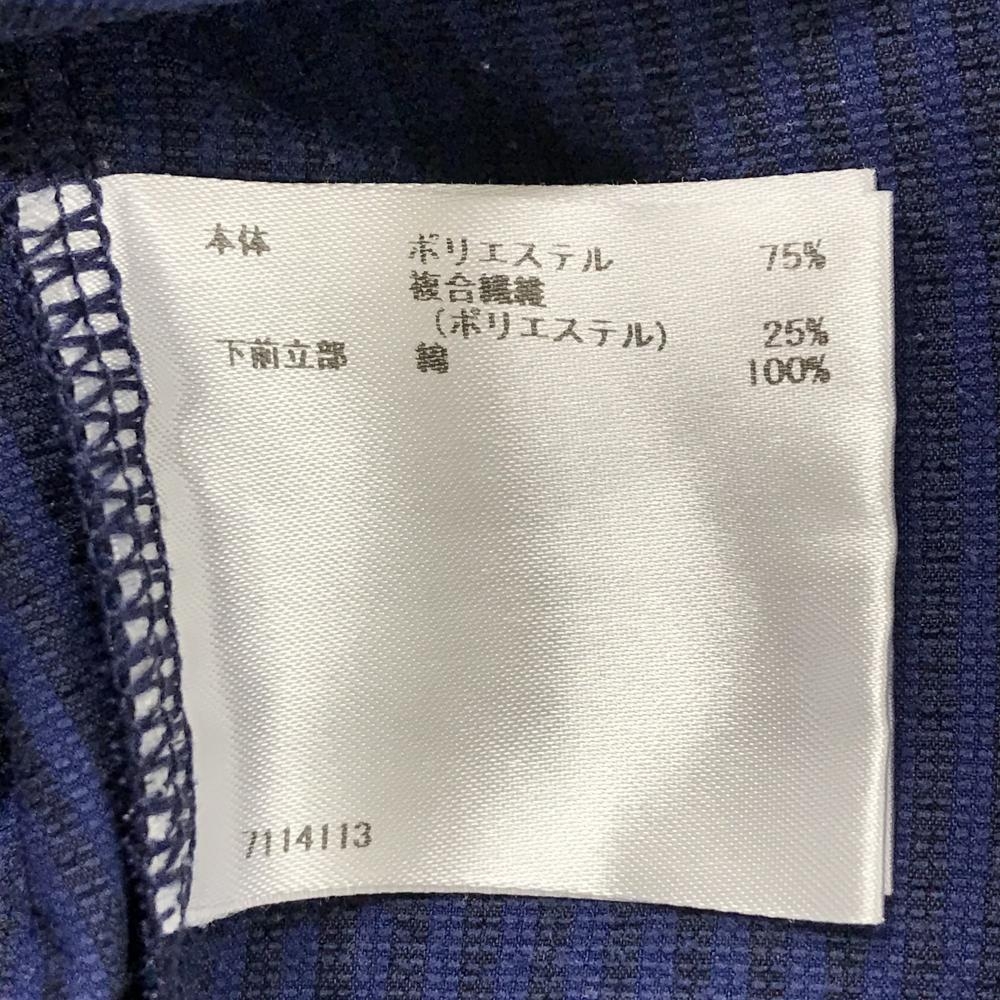 本体 ポリエステル 75%
複合繊維
(ポリエステル) 25%
下前立部 綿 100%
7114113